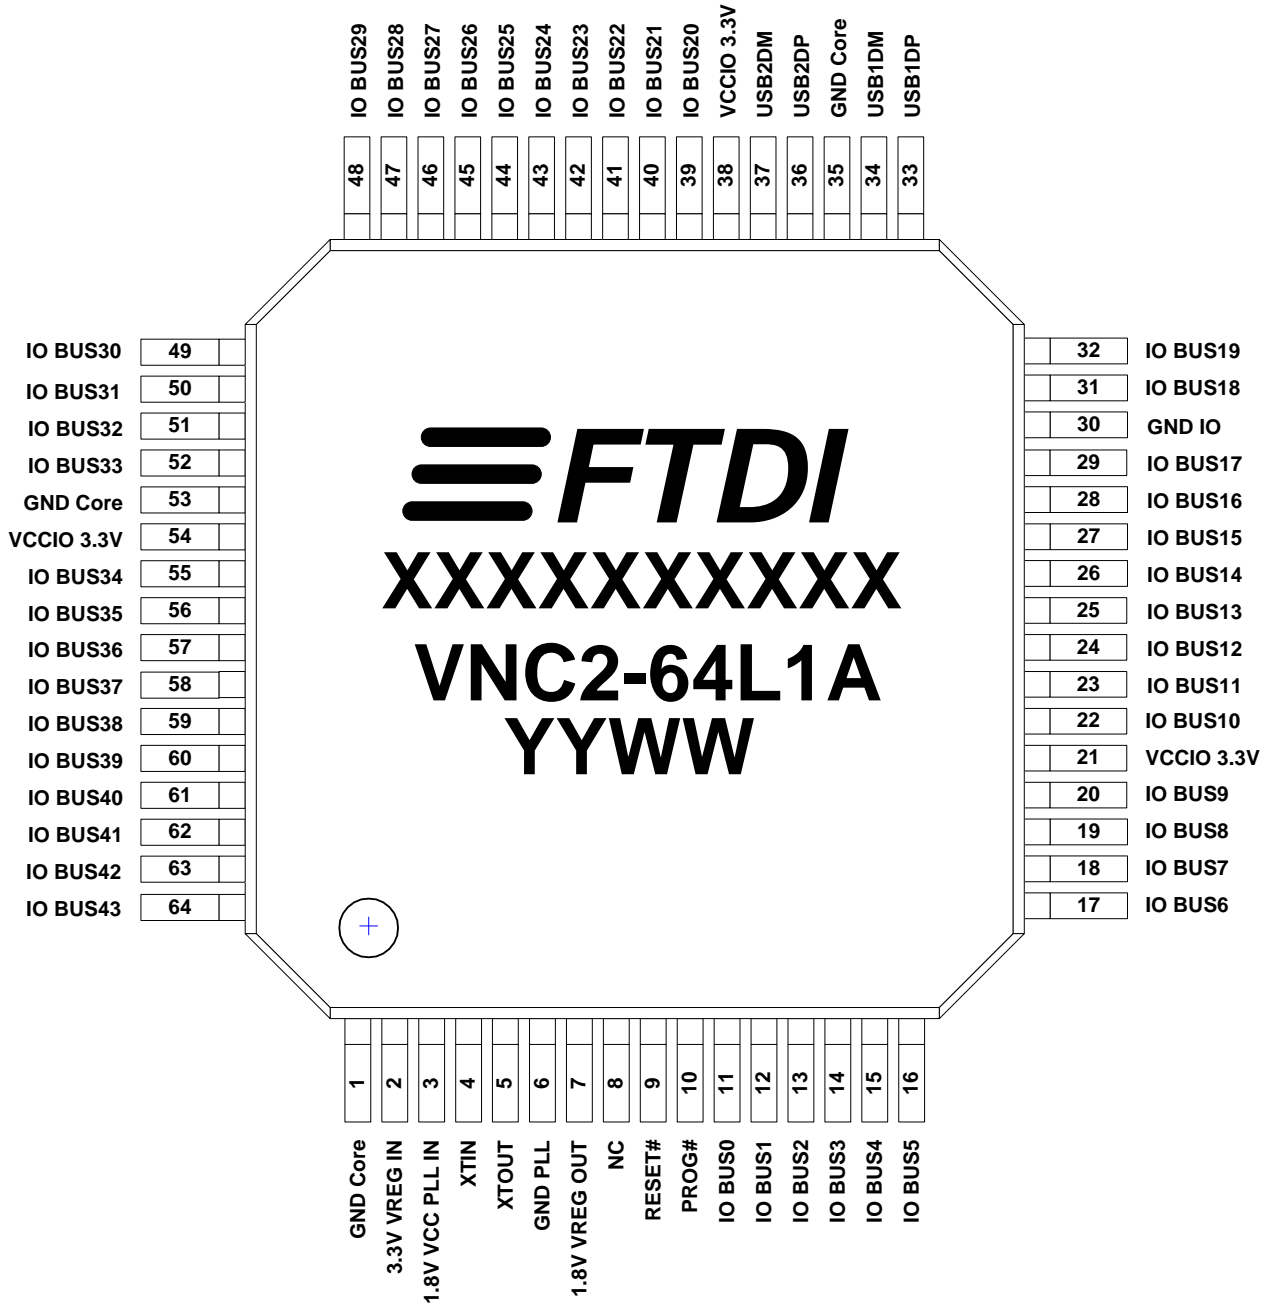 IO BUS29
IO BUS28
IO BUS27
IO BUS26
IO BUS25
IO BUS24
IO BUS23
IO BUS22
IO BUS21
IO BUS20
VCCIO 3.3V
USB2DM
USB2DP
GND Core
USB1DM
USB1DP
48
47
46
45
44
43
42
41
40
39
38
37
36
35
34
33
IO BUS30 49
IO BUS31 50
IO BUS32 51
IO BUS33 52
GND Core 53
VCCIO 3.3V 54
IO BUS34 55
IO BUS35 56
IO BUS36 57
IO BUS37 58
IO BUS38 59
IO BUS39 60
IO BUS40 61
IO BUS41 62
IO BUS42 63
IO BUS43 64
FTDI
XXXXXXXXXX
VNC2-64L1A
YYWW
32 IO BUS19
31 IO BUS18
30 GND IO
29 IO BUS17
28 IO BUS16
27 IO BUS15
26 IO BUS14
25 IO BUS13
24 IO BUS12
23 IO BUS11
22 IO BUS10
21 VCCIO 3.3V
20 IO BUS9
19 IO BUS8
18 IO BUS7
17 IO BUS6
1
2
3
4
5
6
7
8
9
10
11
12
13
14
15
16
GND Core
3.3V VREG IN
1.8V VCC PLL IN
XTIN
XTOUT
GND PLL
1.8V VREG OUT
NC
RESET#
PROG#
IO BUS0
IO BUS1
IO BUS2
IO BUS3
IO BUS4
IO BUS5